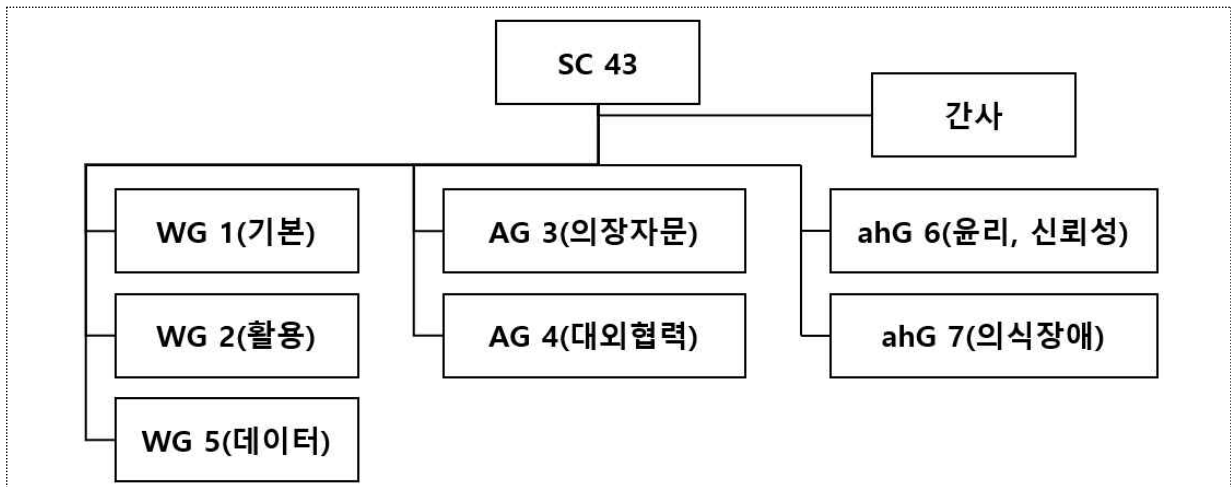 SC 43
간사
WG 1(기본)
AG 3(의장자문)
ahG 6(윤리, 신뢰성)
WG 2(활용)
AG 4(대외협력)
ahG 7(의식장애)
WG 5(데이터)